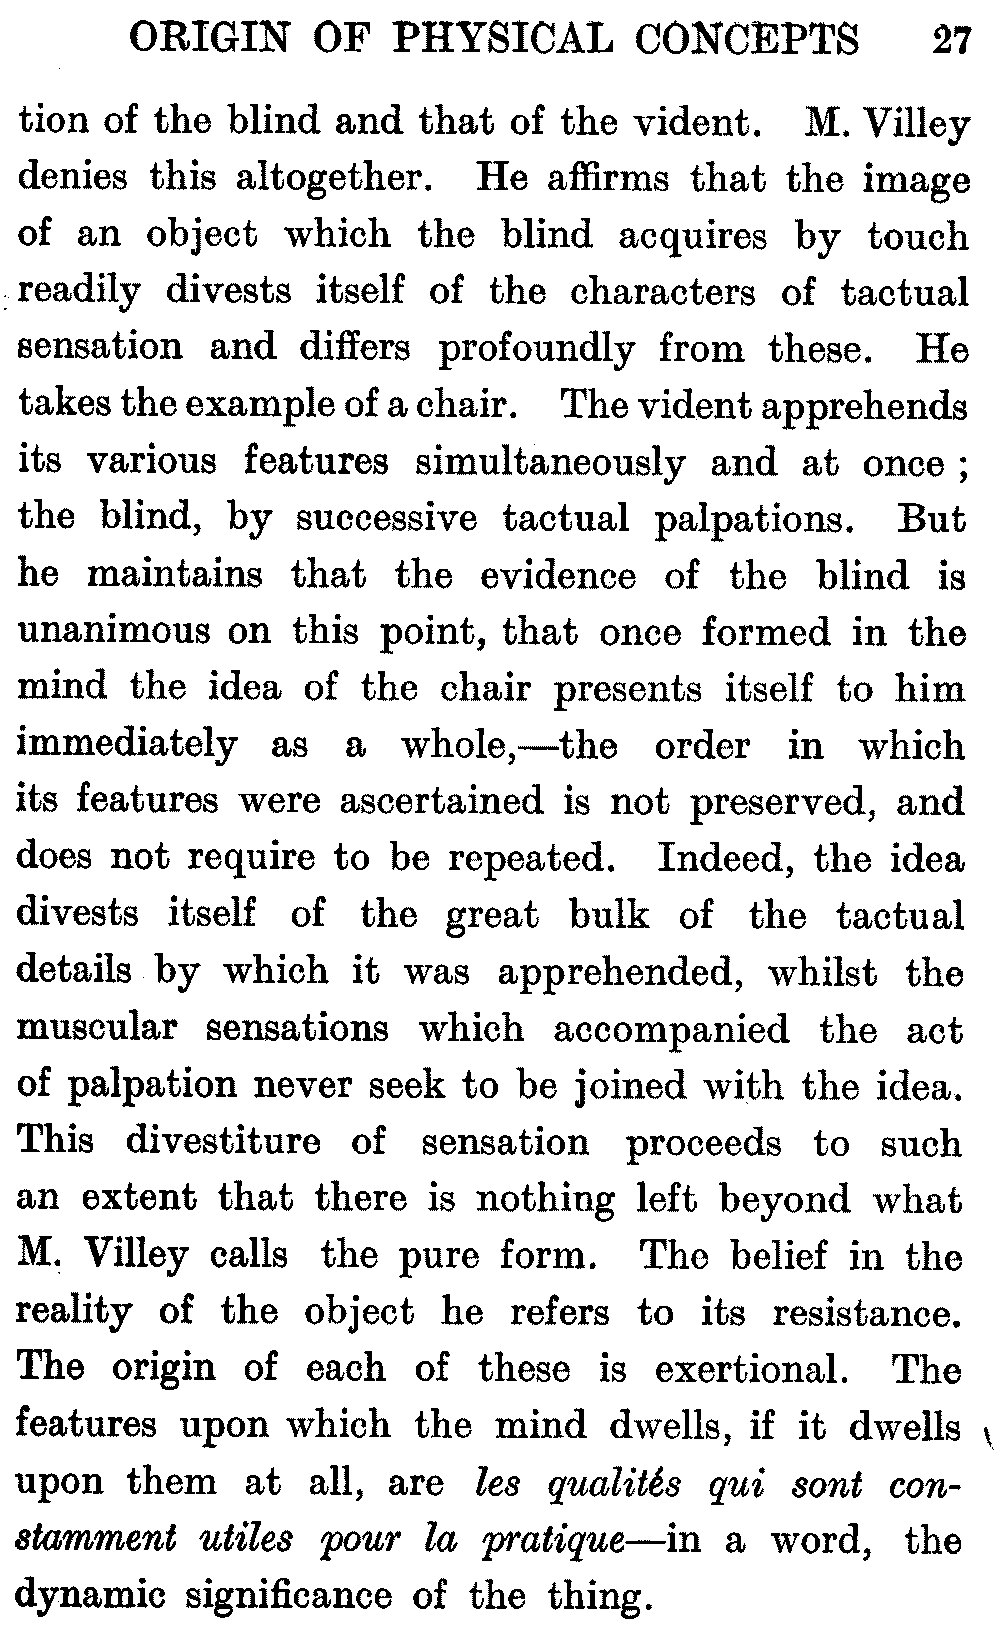 ORIGIN OF PHYSICAL CONCEPTS 27
tion of the blind and that of the vident. M. Villey
denies this altogether. He affirms that the image
of an object which the blind acquires by touch
readily divests itself of the characters of tactual
sensation and differs profoundly from these. He
takes the example of a chair. The vident apprehends
its various features simultaneously and at once ;
the blind, by successive tactual palpations. But
he maintains that the evidence of the blind is
unanimous on this point, that once formed in the
mind the idea of the chair presents itself to him
immediately as a whole,—the order in which
its features were ascertained is not preserved, and
does not require to be repeated. Indeed, the idea
divests itself of the great bulk of the tactual
details by which it was apprehended, whilst the
muscular sensations which accompanied the act
of palpation never seek to be joined with the idea.
This divestiture of sensation proceeds to such
an extent that there is nothing left beyond what
M. Villey calls the pure form. The belief in the
reality of the object he refers to its resistance.
The origin of each of these is exertional. The
features upon which the mind dwells, if it dwells
upon them at all, are les qualités qui sont con-
stamment utiles pour la pratique—in a word, the
dynamic significance of the thing.